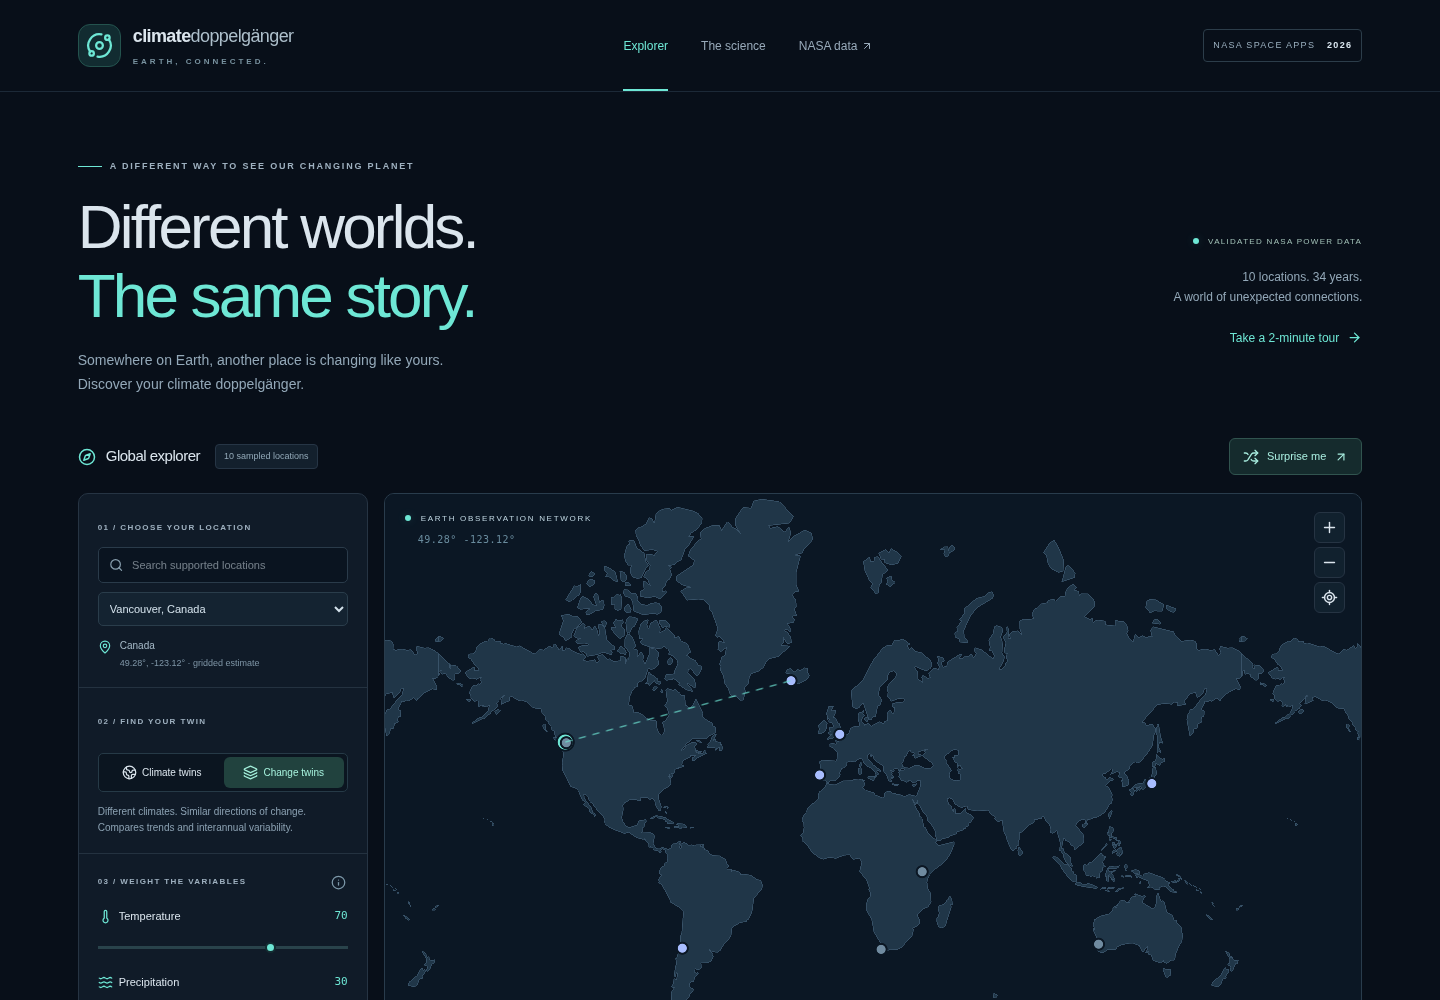 climatedoppelgänger
EARTH, CONNECTED.
Explorer
The science
NASA data
NASA SPACE APPS 2026
A DIFFERENT WAY TO SEE OUR CHANGING PLANET
Different worlds.
The same story.
Somewhere on Earth, another place is changing like yours.
Discover your climate doppelgänger.
VALIDATED NASA POWER DATA
10 locations. 34 years.
A world of unexpected connections.
Take a 2-minute tour
Global explorer
10 sampled locations
Surprise me
01 / CHOOSE YOUR LOCATION
Search supported locations
Vancouver, Canada
Canada
49.28°, -123.12° · gridded estimate
02 / FIND YOUR TWIN
Climate twins
Change twins
Different climates. Similar directions of change.
Compares trends and interannual variability.
03 / WEIGHT THE VARIABLES
Temperature 70
Precipitation 30
EARTH OBSERVATION NETWORK
49.28° -123.12°